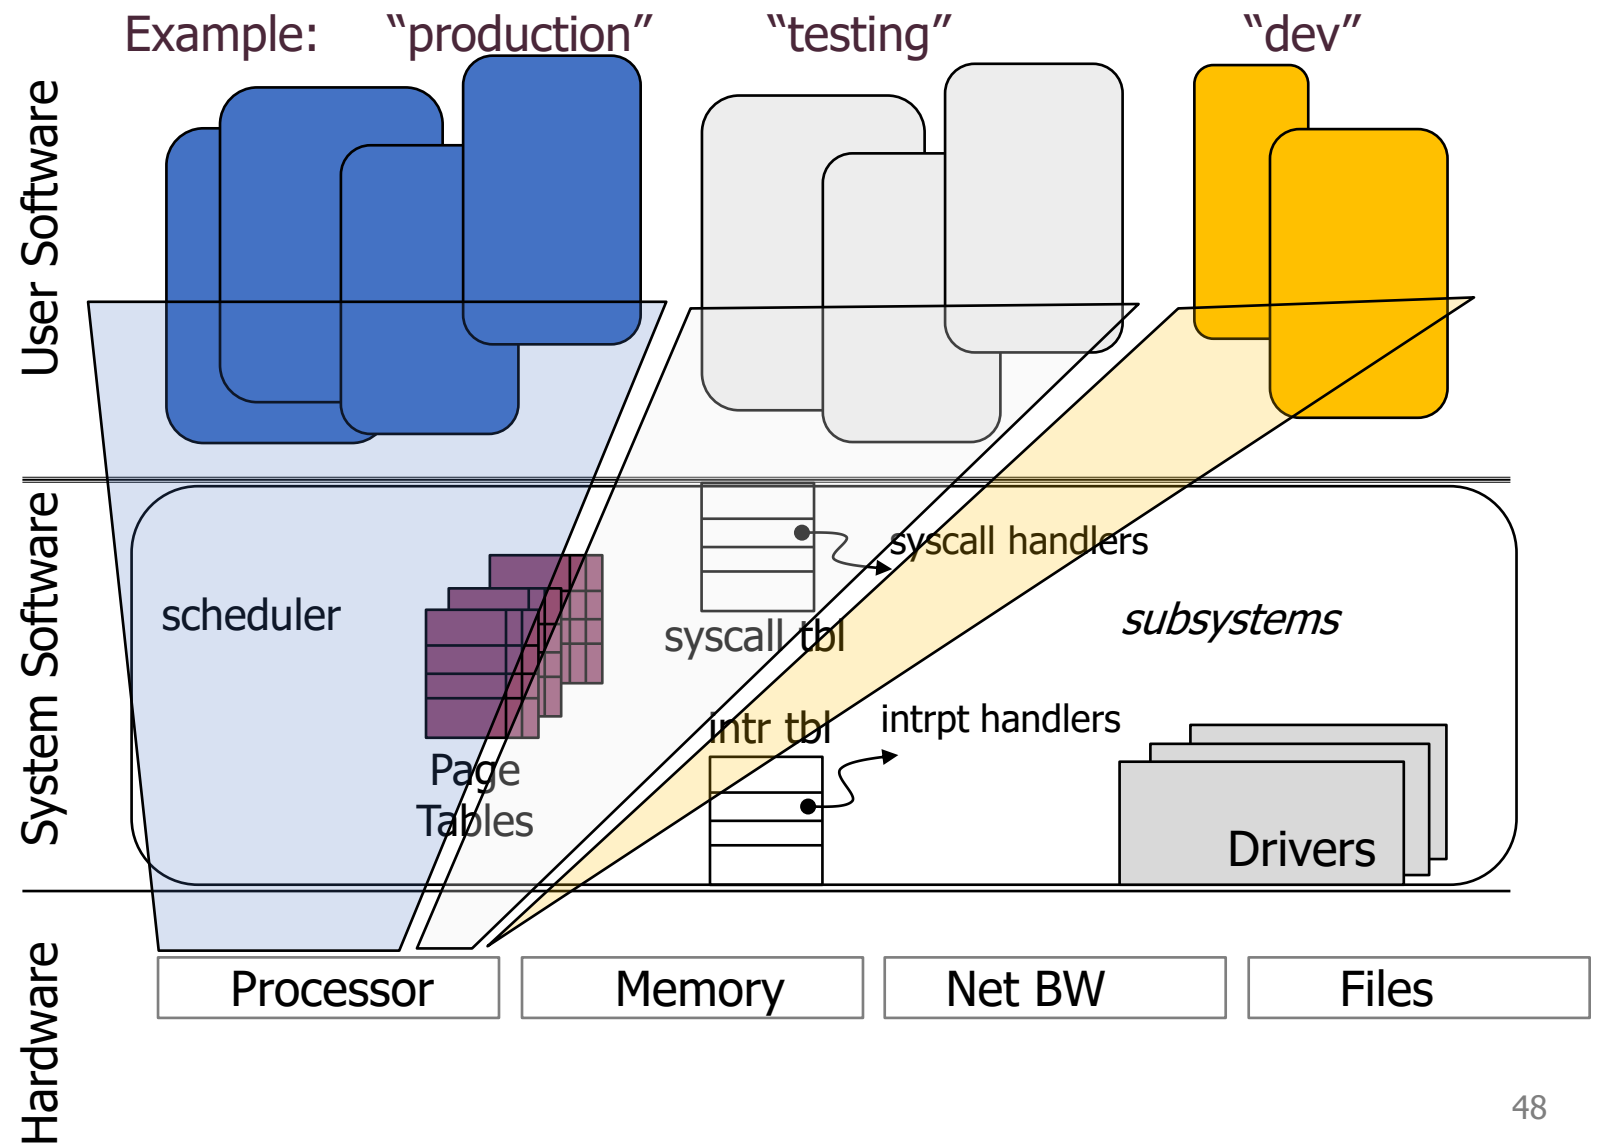 Example: “production” “testing” “dev”
User Software
System Software
Hardware
syscall handlers
scheduler
subsystems
syscall tbl
intr tbl
intrpt handlers
Page
Tables
Drivers
Processor
Memory
Net BW
Files
48